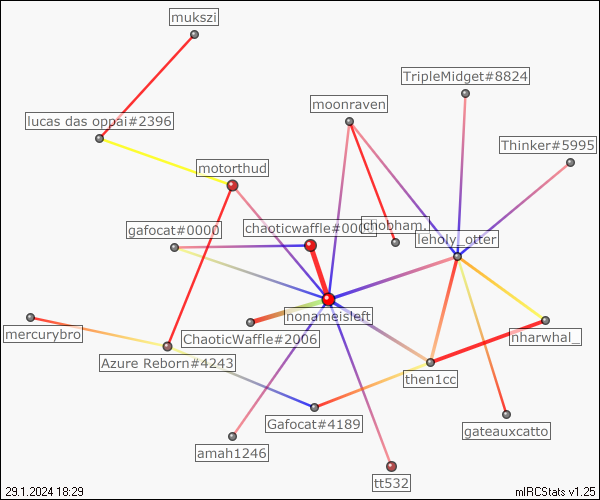 mukszi
TripleMidget#8824
moonraven
lucas das oppai#2396
Thinker#5995
motorthud
chaoticwaffle#000
chobham,
gafocat#0000
leholy_otter
nonameisleft
mercurybro
ChaoticWaffle#2006
nharwhal_
Azure Reborn#4243
then1cc
Gafocat#4189
gateauxcatto
amah1246
tt532
29.1.2024 18:29
mIRCStats v1.25